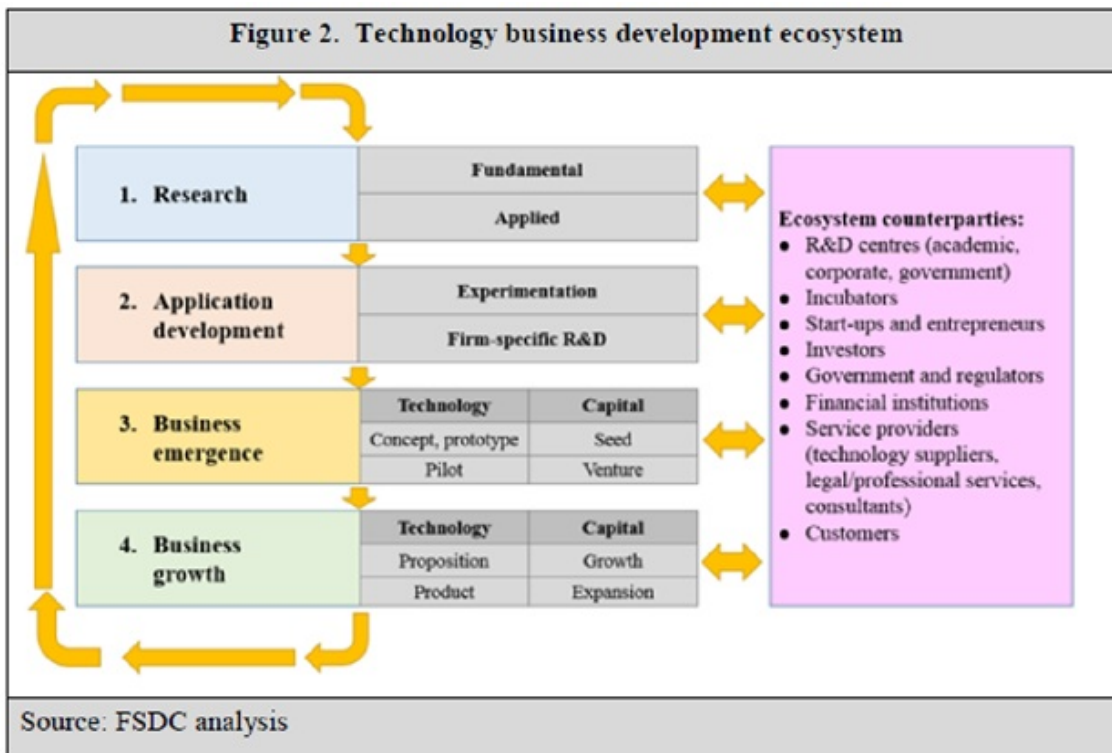 Figure 2. Technology business development ecosystem
1. Research
Fundamental
Applied
2. Application
development
Experimentation
Firm-specific R&D
3. Business
emergence
Technology Capital
Concept, prototype Seed
Pilot Venture
4. Business
growth
Technology Capital
Proposition Growth
Product Expansion
Ecosystem counterparties:
● R&D centres (academic,
corporate, government)
● Incubators
● Start-ups and entrepreneurs
● Investors
● Government and regulators
● Financial institutions
● Service providers
(technology suppliers,
legal/professional services,
consultants)
● Customers
Source: FSDC analysis